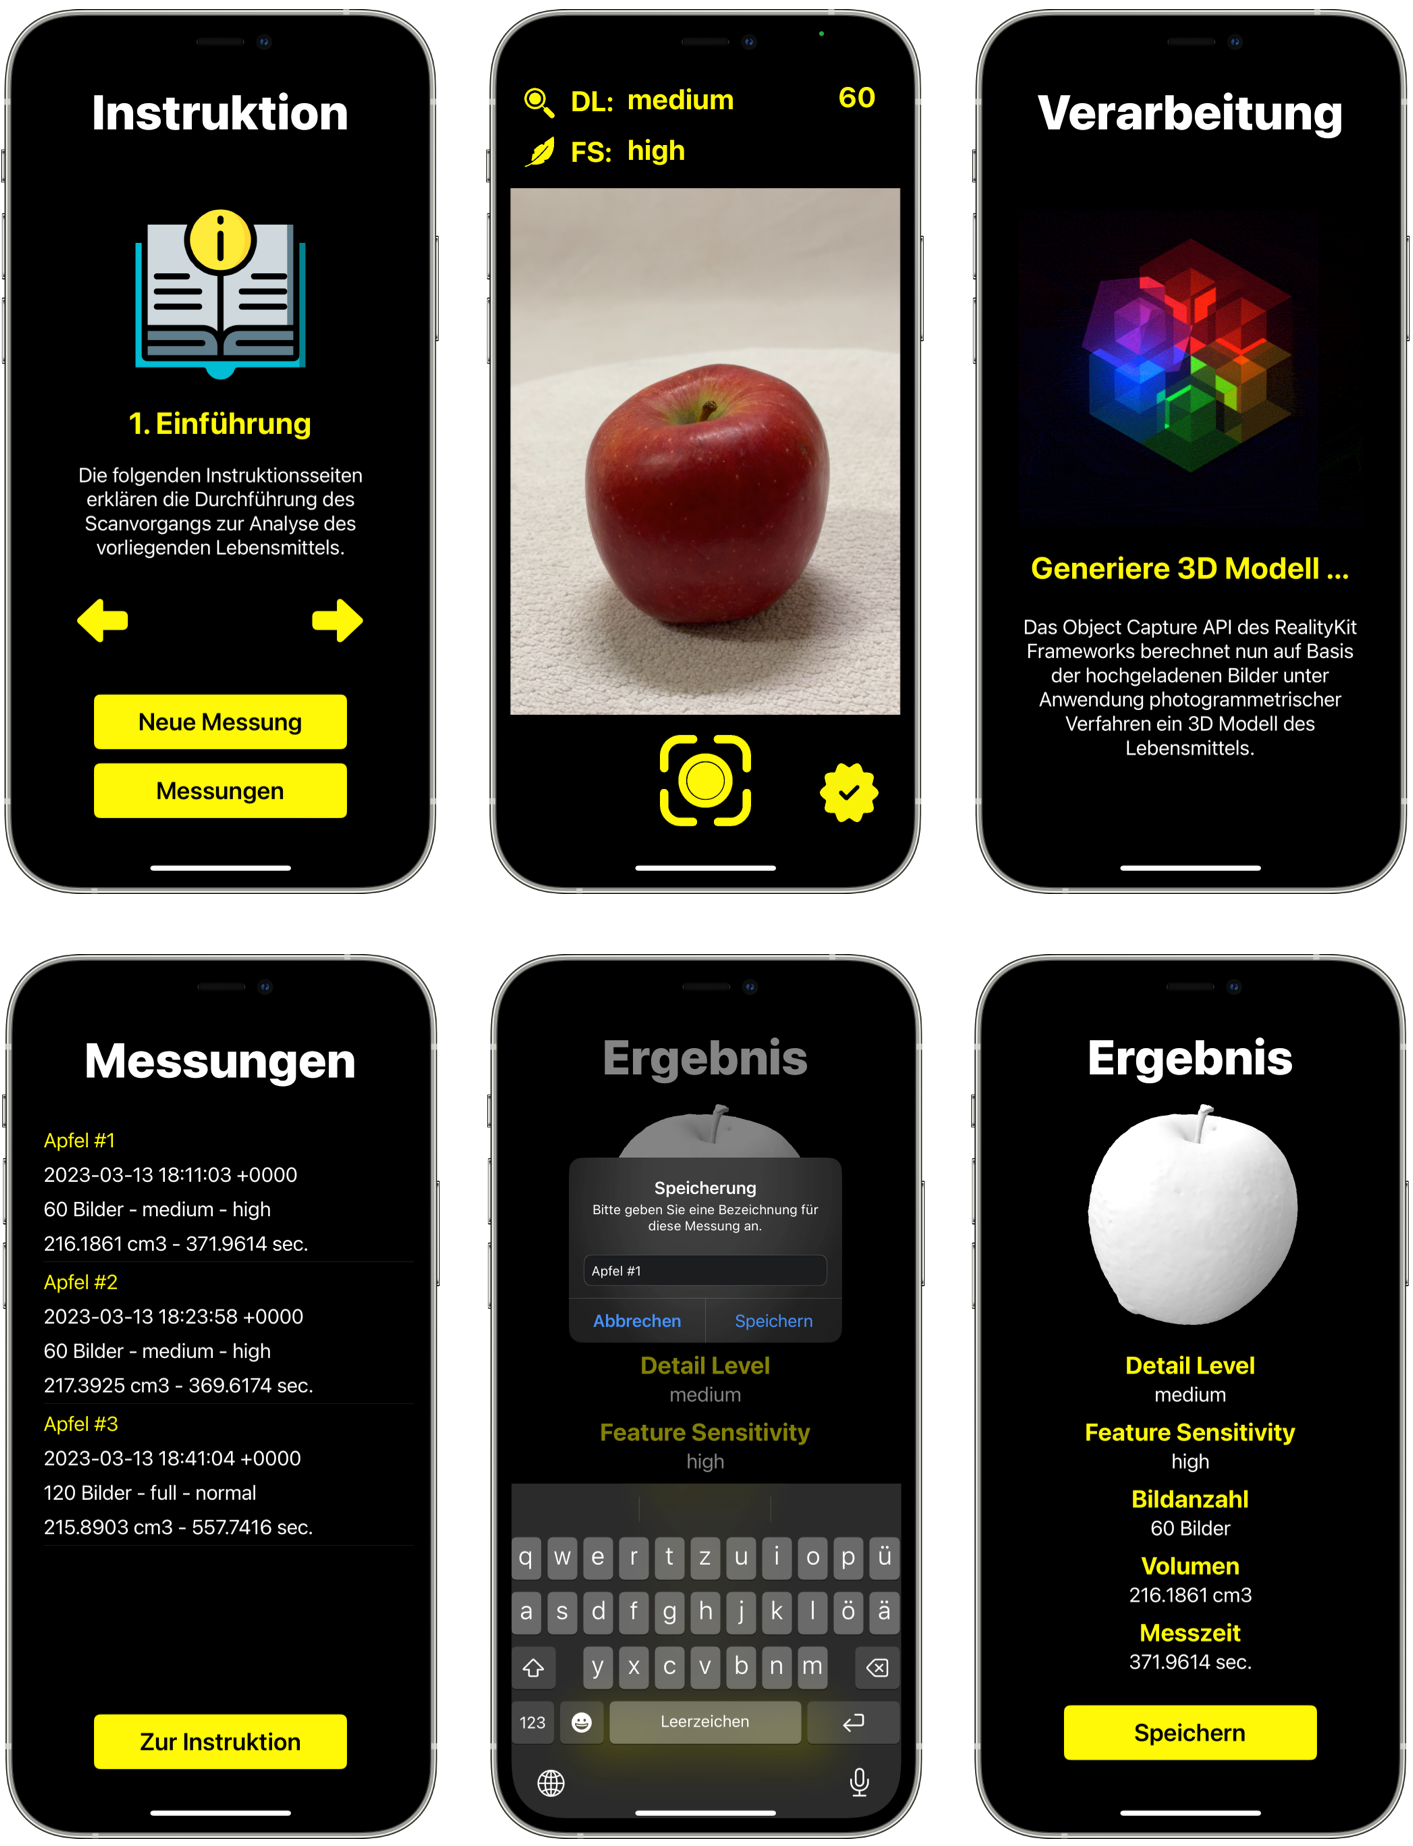 Instruktion
1. Einführung
Die folgenden Instruktionsseiten
erklären die Durchführung des
Scanvorgangs zur Analyse des
vorliegenden Lebensmittels.
Neue Messung
Messungen
DL: medium 60
FS: high
Verarbeitung
Generiere 3D Modell ...
Das Object Capture API des RealityKit
Frameworks berechnet nun auf Basis
der hochgeladenen Bilder unter
Anwendung photogrammetrischer
Verfahren ein 3D Modell des
Lebensmittels.
Messungen
Apfel #1
2023-03-13 18:11:03 +0000
60 Bilder - medium - high
216.1861 cm3 - 371.9614 sec.
Apfel #2
2023-03-13 18:23:58 +0000
60 Bilder - medium - high
217.3925 cm3 - 369.6174 sec.
Apfel #3
2023-03-13 18:41:04 +0000
120 Bilder - full - normal
215.8903 cm3 - 557.7416 sec.
Zur Instruktion
Ergebnis
Speicherung
Bitte geben Sie eine Bezeichnung für
diese Messung an.
Apfel #1
Abbrechen Speichern
Detail Level
medium
Feature Sensitivity
high
q w e r t z u i o p ü
a s d f g h j k l ö ä
y x c v b n m
123 Leerzeichen
Ergebnis
Detail Level
medium
Feature Sensitivity
high
Bildanzahl
60 Bilder
Volumen
216.1861 cm3
Messzeit
371.9614 sec.
Speichern